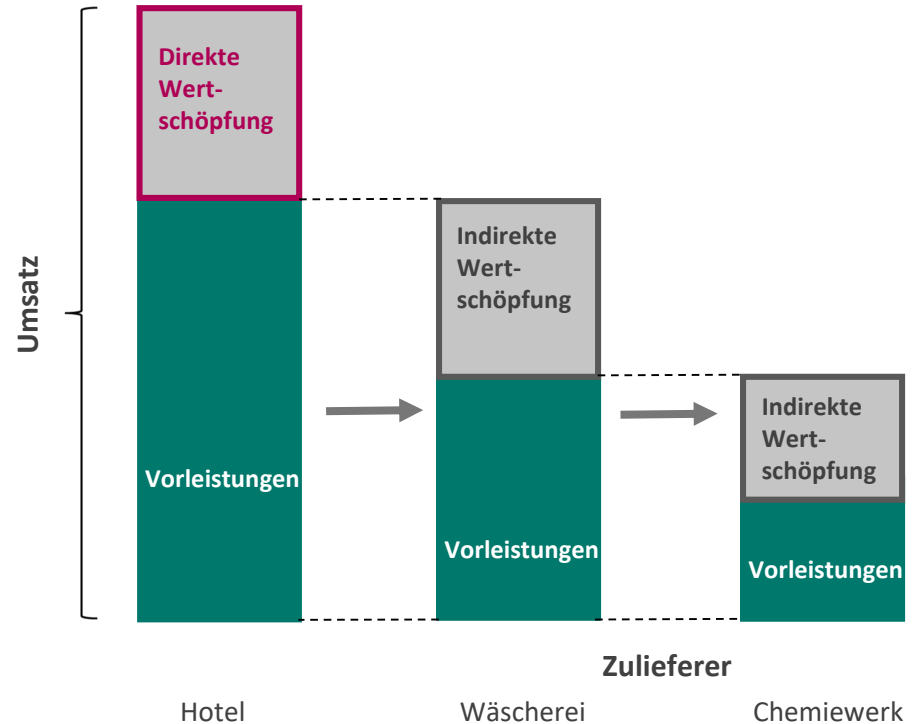 Direkte
Wert-
schöpfung
Indirekte
Wert-
schöpfung
Indirekte
Wert-
schöpfung
Umsatz
Vorleistungen
Vorleistungen
Vorleistungen
Zulieferer
Hotel
Wäscherei
Chemiewerk